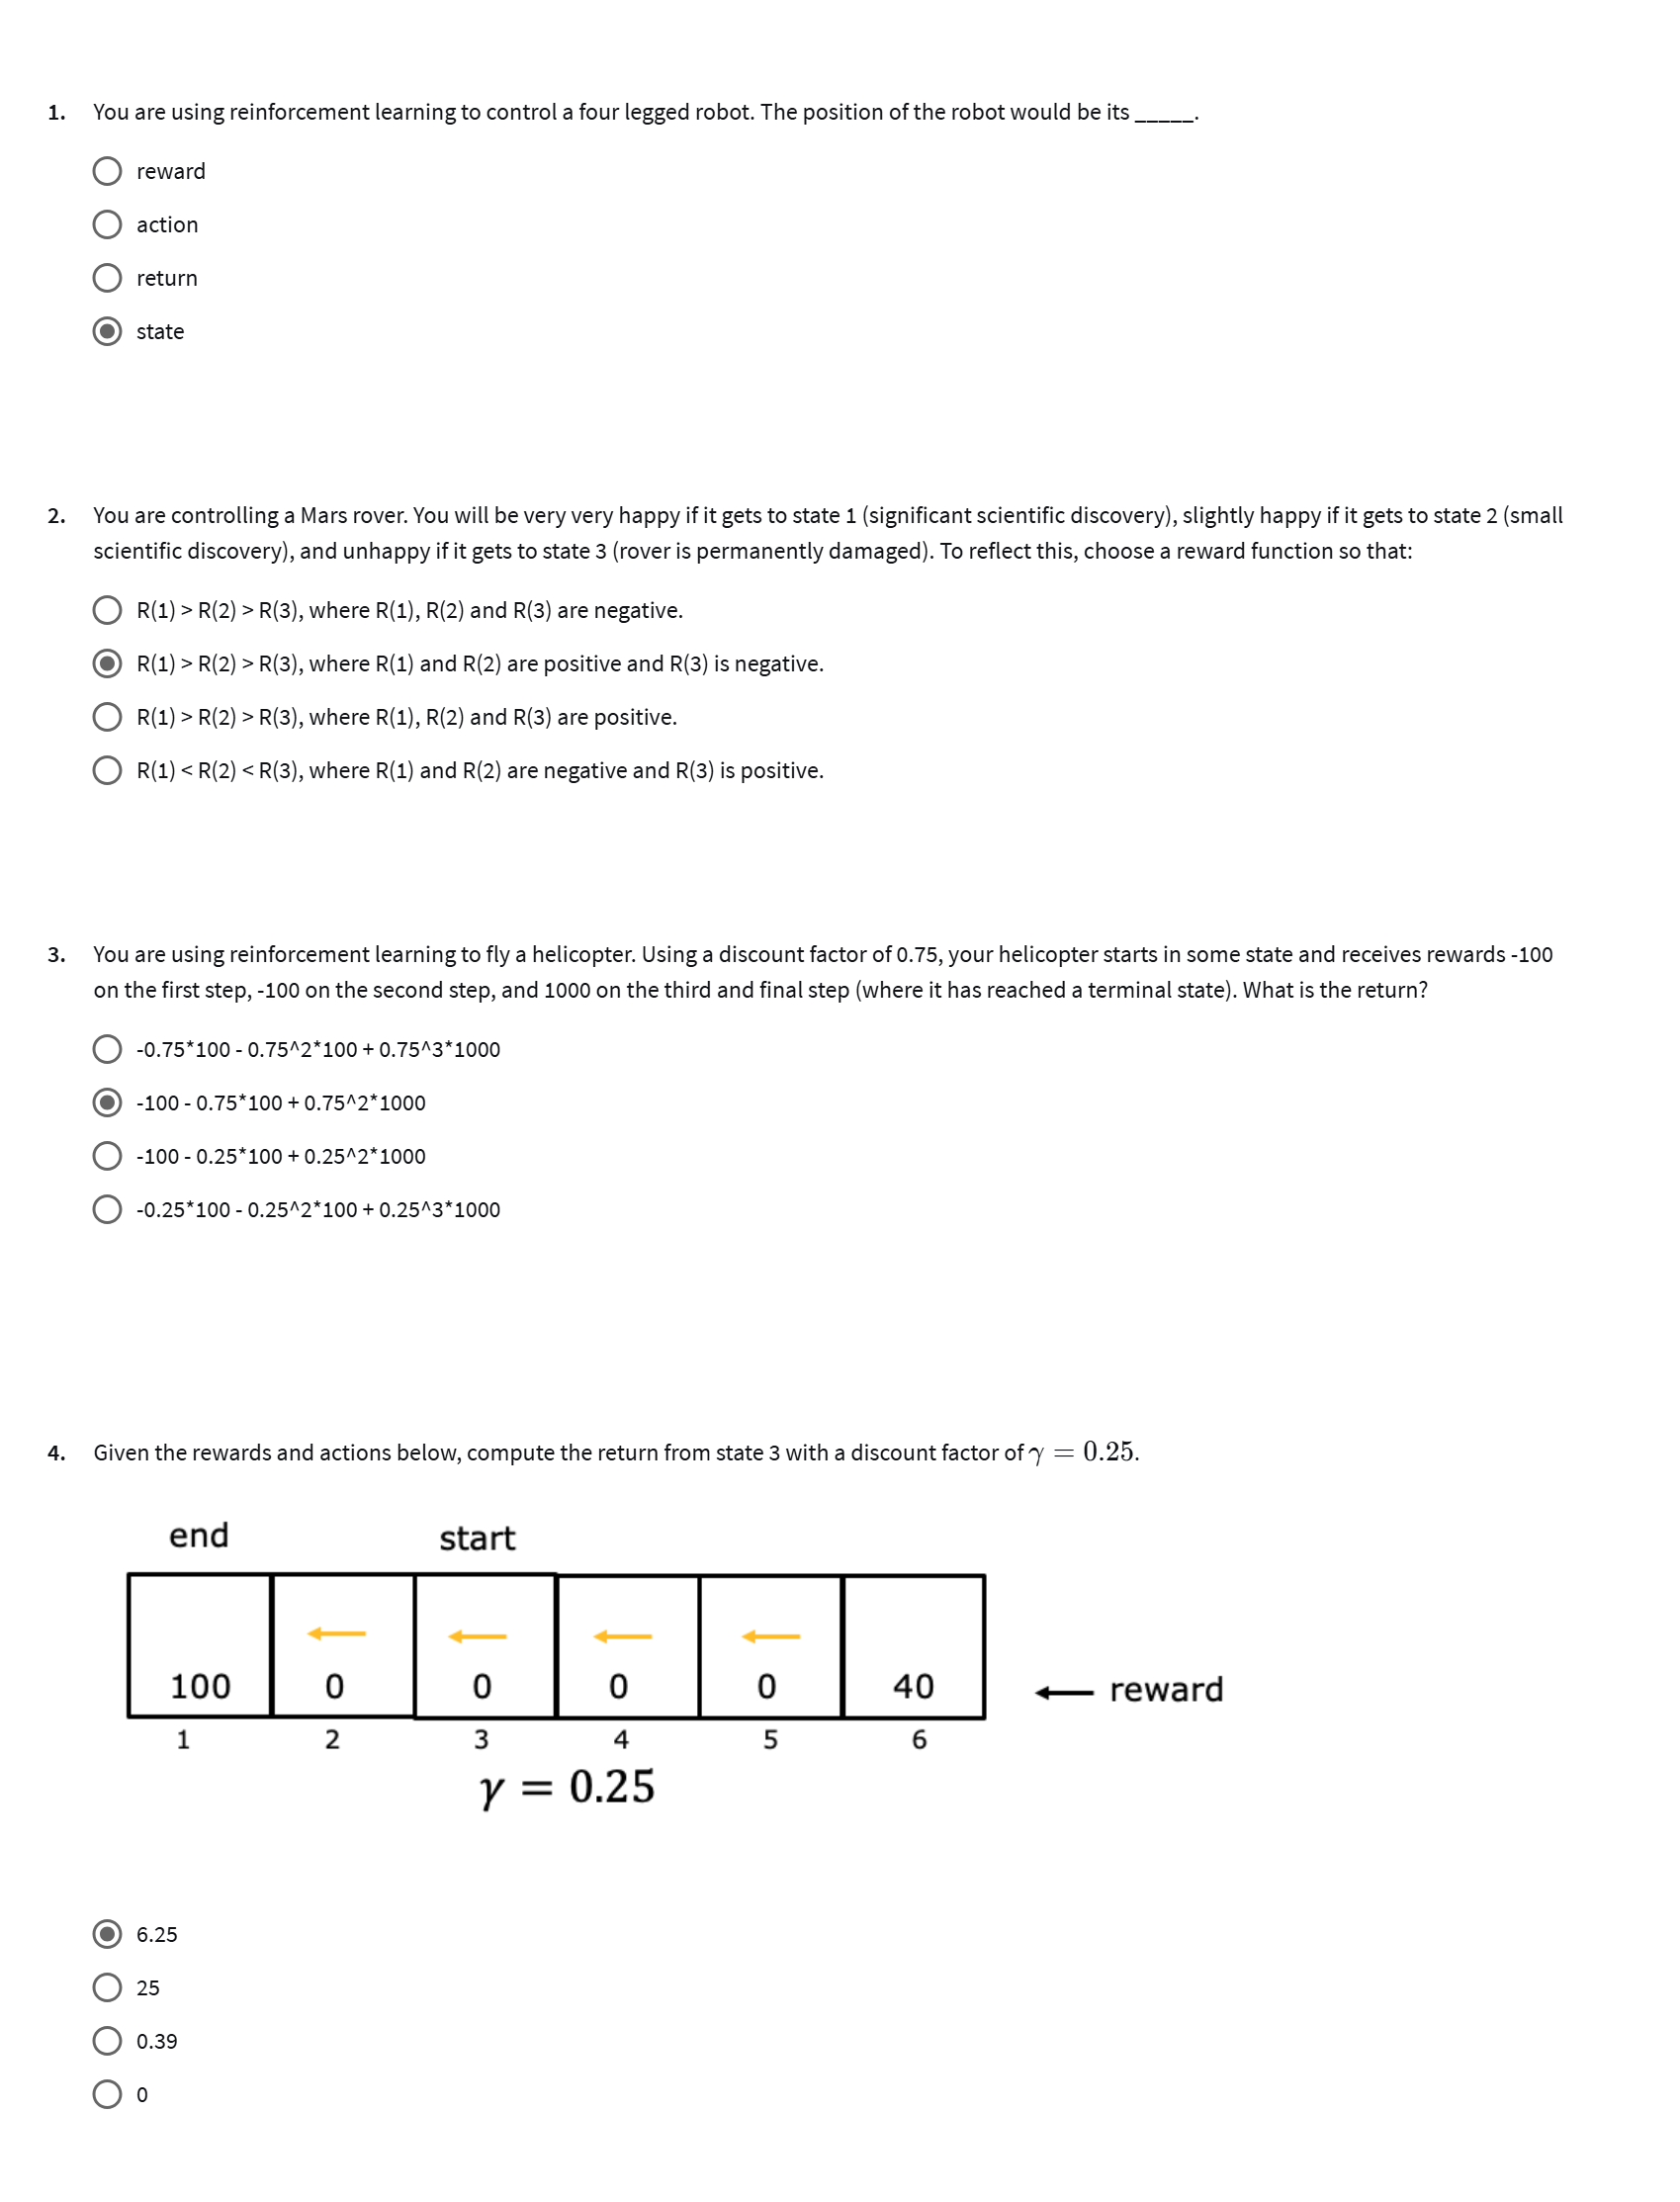 1. You are using reinforcement learning to control a four legged robot. The position of the robot would be its _____.
reward
action
return
state
2. You are controlling a Mars rover. You will be very very happy if it gets to state 1 (significant scientific discovery), slightly happy if it gets to state 2 (small
scientific discovery), and unhappy if it gets to state 3 (rover is permanently damaged). To reflect this, choose a reward function so that:
R(1) > R(2) > R(3), where R(1), R(2) and R(3) are negative.
R(1) > R(2) > R(3), where R(1) and R(2) are positive and R(3) is negative.
R(1) > R(2) > R(3), where R(1), R(2) and R(3) are positive.
R(1) < R(2) < R(3), where R(1) and R(2) are negative and R(3) is positive.
3. You are using reinforcement learning to fly a helicopter. Using a discount factor of 0.75, your helicopter starts in some state and receives rewards -100
on the first step, -100 on the second step, and 1000 on the third and final step (where it has reached a terminal state). What is the return?
-0.75*100 - 0.75^2*100 + 0.75^3*1000
-100 - 0.75*100 + 0.75^2*1000
-100 - 0.25*100 + 0.25^2*1000
-0.25*100 - 0.25^2*100 + 0.25^3*1000
4. Given the rewards and actions below, compute the return from state 3 with a discount factor of γ = 0.25.
end start
100 0 0 0 0 40 ← reward
1 2 3 4 5 6
γ = 0.25
6.25
25
0.39
0